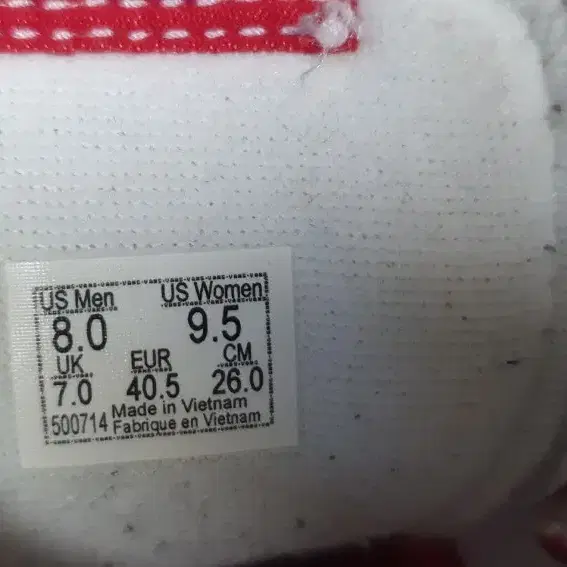 US Men US Women
8.0 9.5
UK EUR CM
7.0 40.5 26.0
500714 Made in Vietnam
Fabrique en Vietnam